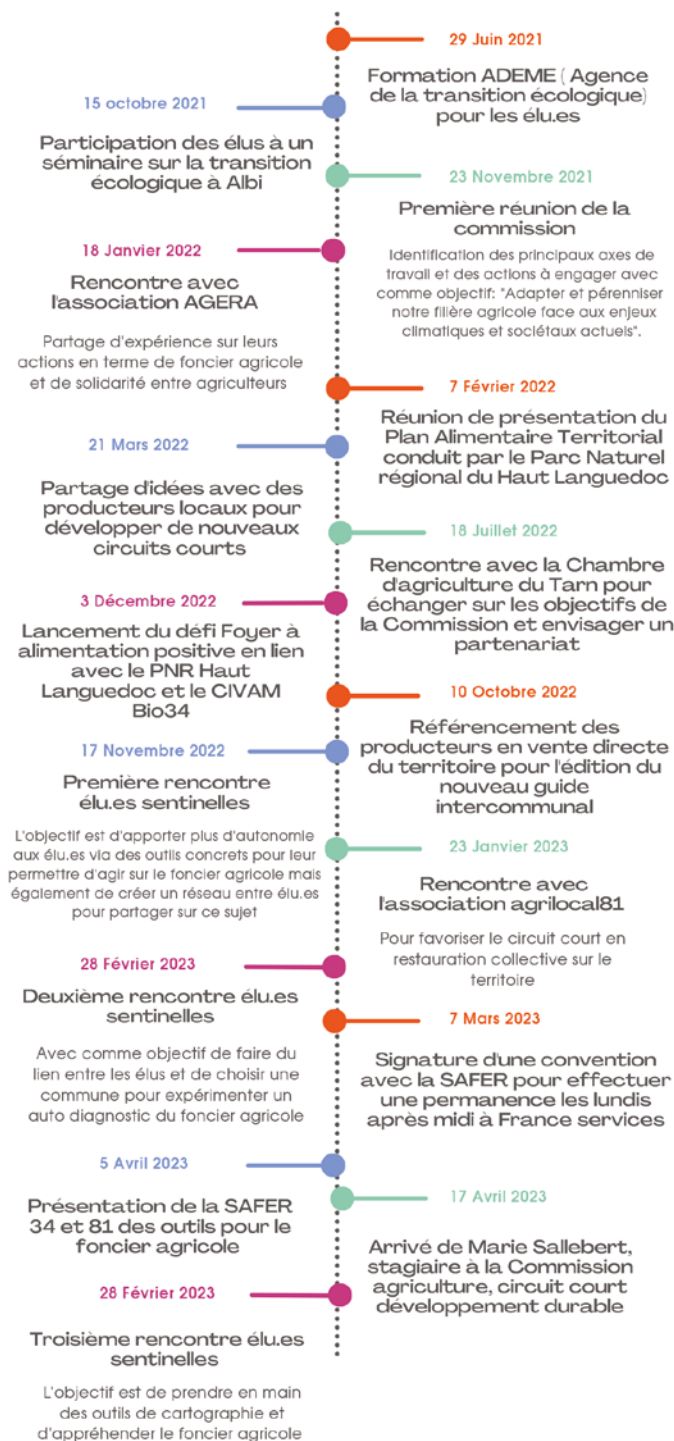 29 Juin 2021
Formation ADEME ( Agence
de la transition écologique)
pour les élu.es
15 octobre 2021
Participation des élus à un
séminaire sur la transition
écologique à Albi
23 Novembre 2021
Première réunion de la
commission
Identification des principaux axes de
travail et des actions à engager avec
comme objectif: "Adapter et pérenniser
notre filière agricole face aux enjeux
climatiques et sociétaux actuels".
18 Janvier 2022
Rencontre avec
l'association AGERA
Partage d'expérience sur leurs
actions en terme de foncier agricole
et de solidarité entre agriculteurs
7 Février 2022
Réunion de présentation du
Plan Alimentaire Territorial
conduit par le Parc Naturel
régional du Haut Languedoc
21 Mars 2022
Partage d'idées avec des
producteurs locaux pour
développer de nouveaux
circuits courts
18 Juillet 2022
Rencontre avec la Chambre
d'agriculture du Tarn pour
échanger sur les objectifs de
la Commission et envisager un
partenariat
3 Décembre 2022
Lancement du défi Foyer à
alimentation positive en lien
avec le PNR Haut
Languedoc et le CIVAM
Bio34
10 Octobre 2022
Référencement des
producteurs en vente directe
du territoire pour l'édition du
nouveau guide
intercommunal
17 Novembre 2022
Première rencontre
élu.es sentinelles
L'objectif est d'apporter plus d'autonomie
aux élu.es via des outils concrets pour leur
permettre d'agir sur le foncier agricole mais
également de créer un réseau entre élu.es
pour partager sur ce sujet
23 Janvier 2023
Rencontre avec
l'association agrilocal81
Pour favoriser le circuit court en
restauration collective sur le
territoire
28 Février 2023
Deuxième rencontre élu.es
sentinelles
Avec comme objectif de faire du
lien entre les élus et de choisir une
commune pour expérimenter un
auto diagnostic du foncier agricole
7 Mars 2023
Signature d'une convention
avec la SAFER pour effectuer
une permanence les lundis
après midi à France services
5 Avril 2023
Présentation de la SAFER
34 et 81 des outils pour le
foncier agricole
17 Avril 2023
Arrivé de Marie Sallebert,
stagiaire à la Commission
agriculture, circuit court
développement durable
28 Février 2023
Troisième rencontre élu.es
sentinelles
L'objectif est de prendre en main
des outils de cartographie et
d'appréhender le foncier agricole